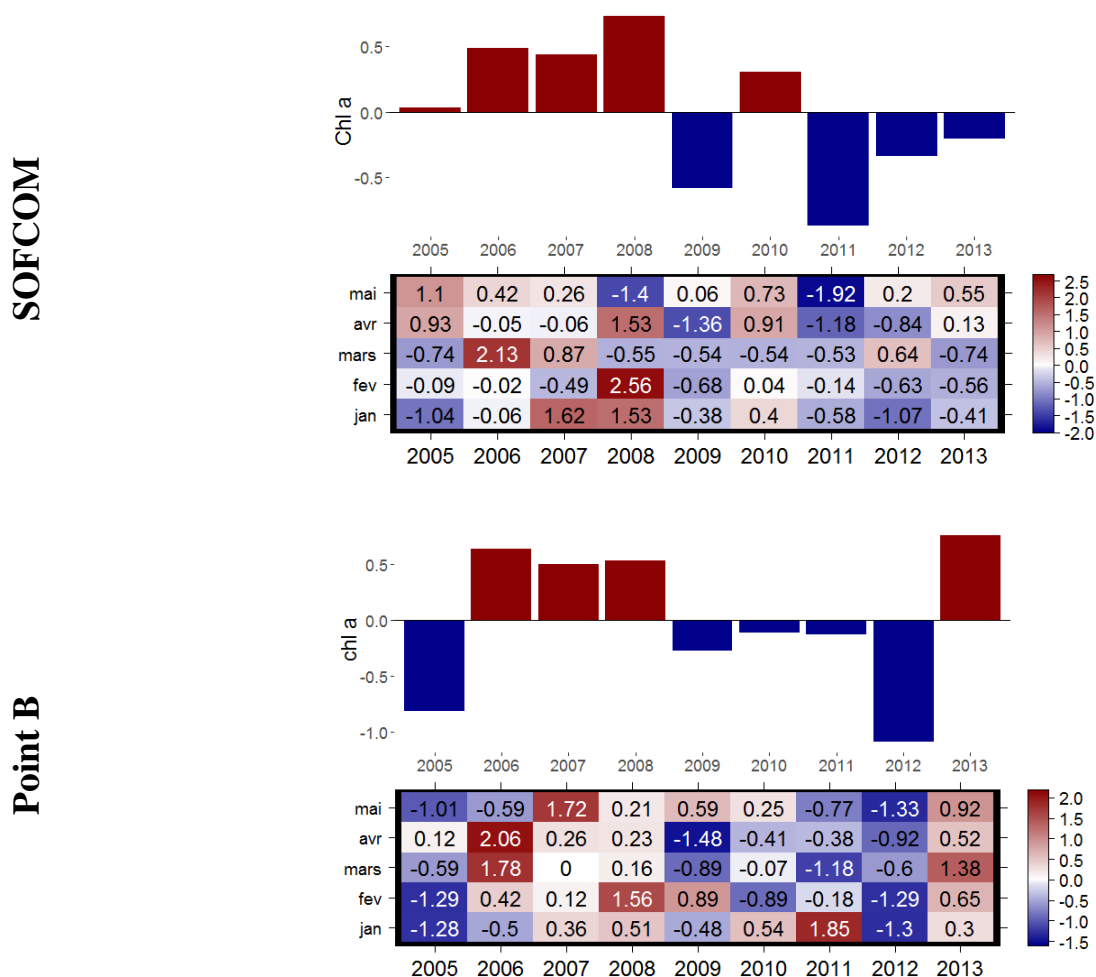 SOFCOM
Chl a
0.5
0.0
-0.5
2005 2006 2007 2008 2009 2010 2011 2012 2013
mai 1.1 0.42 0.26 -1.4 0.06 0.73 -1.92 0.2 0.55
avr 0.93 -0.05 -0.06 1.53 -1.36 0.91 -1.18 -0.84 0.13
mars -0.74 2.13 0.87 -0.55 -0.54 -0.54 -0.53 0.64 -0.74
fev -0.09 -0.02 -0.49 2.56 -0.68 0.04 -0.14 -0.63 -0.56
jan -1.04 -0.06 1.62 1.53 -0.38 0.4 -0.58 -1.07 -0.41
2005 2006 2007 2008 2009 2010 2011 2012 2013
2.5
2.0
1.5
1.0
0.5
0.0
-0.5
-1.0
-1.5
-2.0
Point B
chl a
0.5
0.0
-0.5
-1.0
2005 2006 2007 2008 2009 2010 2011 2012 2013
mai -1.01 -0.59 1.72 0.21 0.59 0.25 -0.77 -1.33 0.92
avr 0.12 2.06 0.26 0.23 -1.48 -0.41 -0.38 -0.92 0.52
mars -0.59 1.78 0 0.16 -0.89 -0.07 -1.18 -0.6 1.38
fev -1.29 0.42 0.12 1.56 0.89 -0.89 -0.18 -1.29 0.65
jan -1.28 -0.5 0.36 0.51 -0.48 0.54 1.85 -1.3 0.3
2005 2006 2007 2008 2009 2010 2011 2012 2013
2.0
1.5
1.0
0.5
0.0
-0.5
-1.0
-1.5